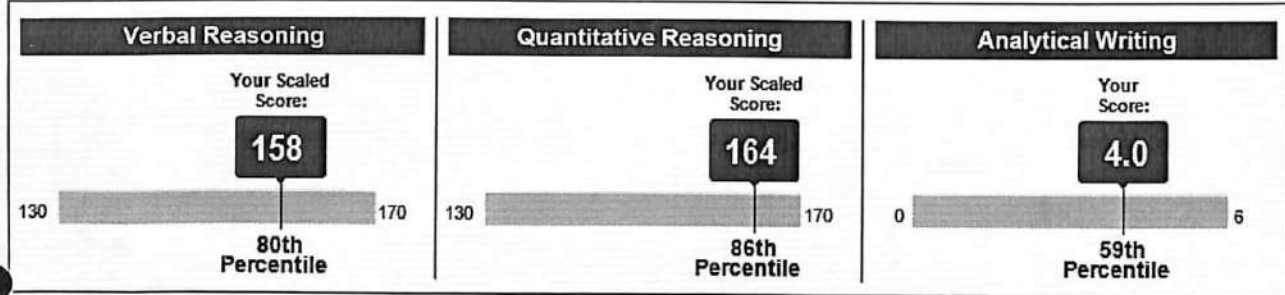 Verbal Reasoning
Your Scaled
Score:
158
130
170
80th
Percentile
Quantitative Reasoning
Your Scaled
Score:
164
130
170
86th
Percentile
Analytical Writing
Your
Score:
4.0
0
6
59th
Percentile